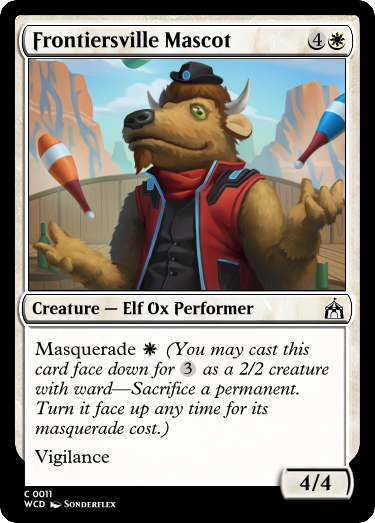 Frontiersville Mascot 4
Creature — Elf Ox Performer
Masquerade (You may cast this
card face down for 3 as a 2/2 creature
with ward—Sacrifice a permanent.
Turn it face up any time for its
masquerade cost.)
Vigilance
4/4
C 0011
WCD Sonderflex